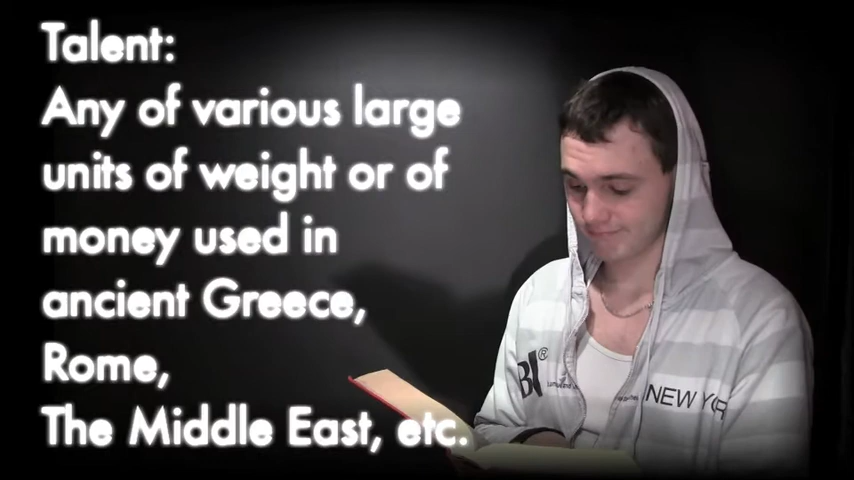 Talent:
Any of various large
units of weight or of
money used in
ancient Greece,
Rome,
The Middle East, etc.
NEW YOR